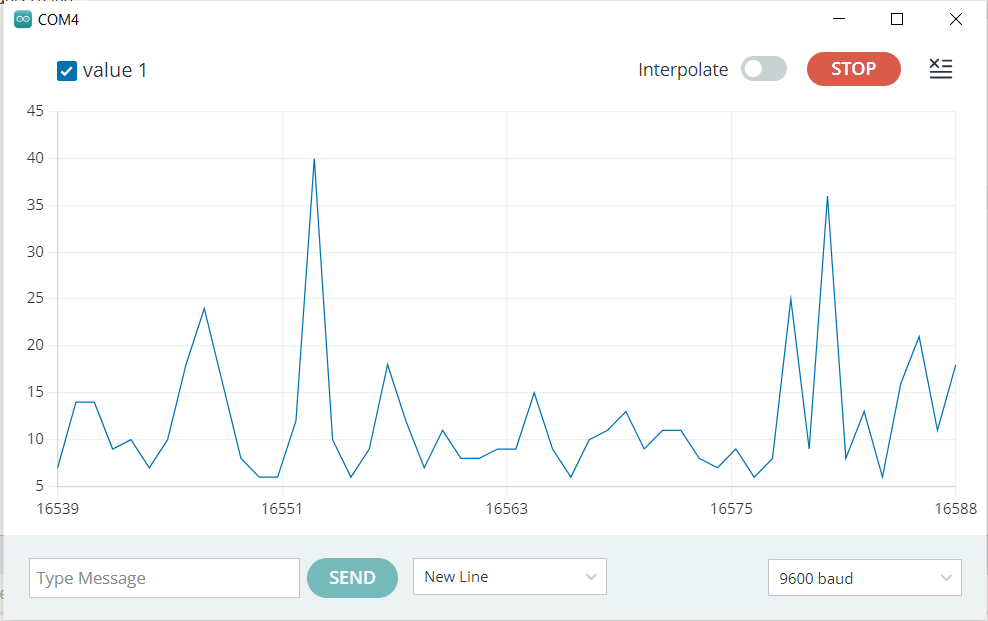 COM4
value 1
Interpolate
STOP
45
40
35
30
25
20
15
10
5
16539 16551 16563 16575 16588
Type Message
SEND
New Line
9600 baud